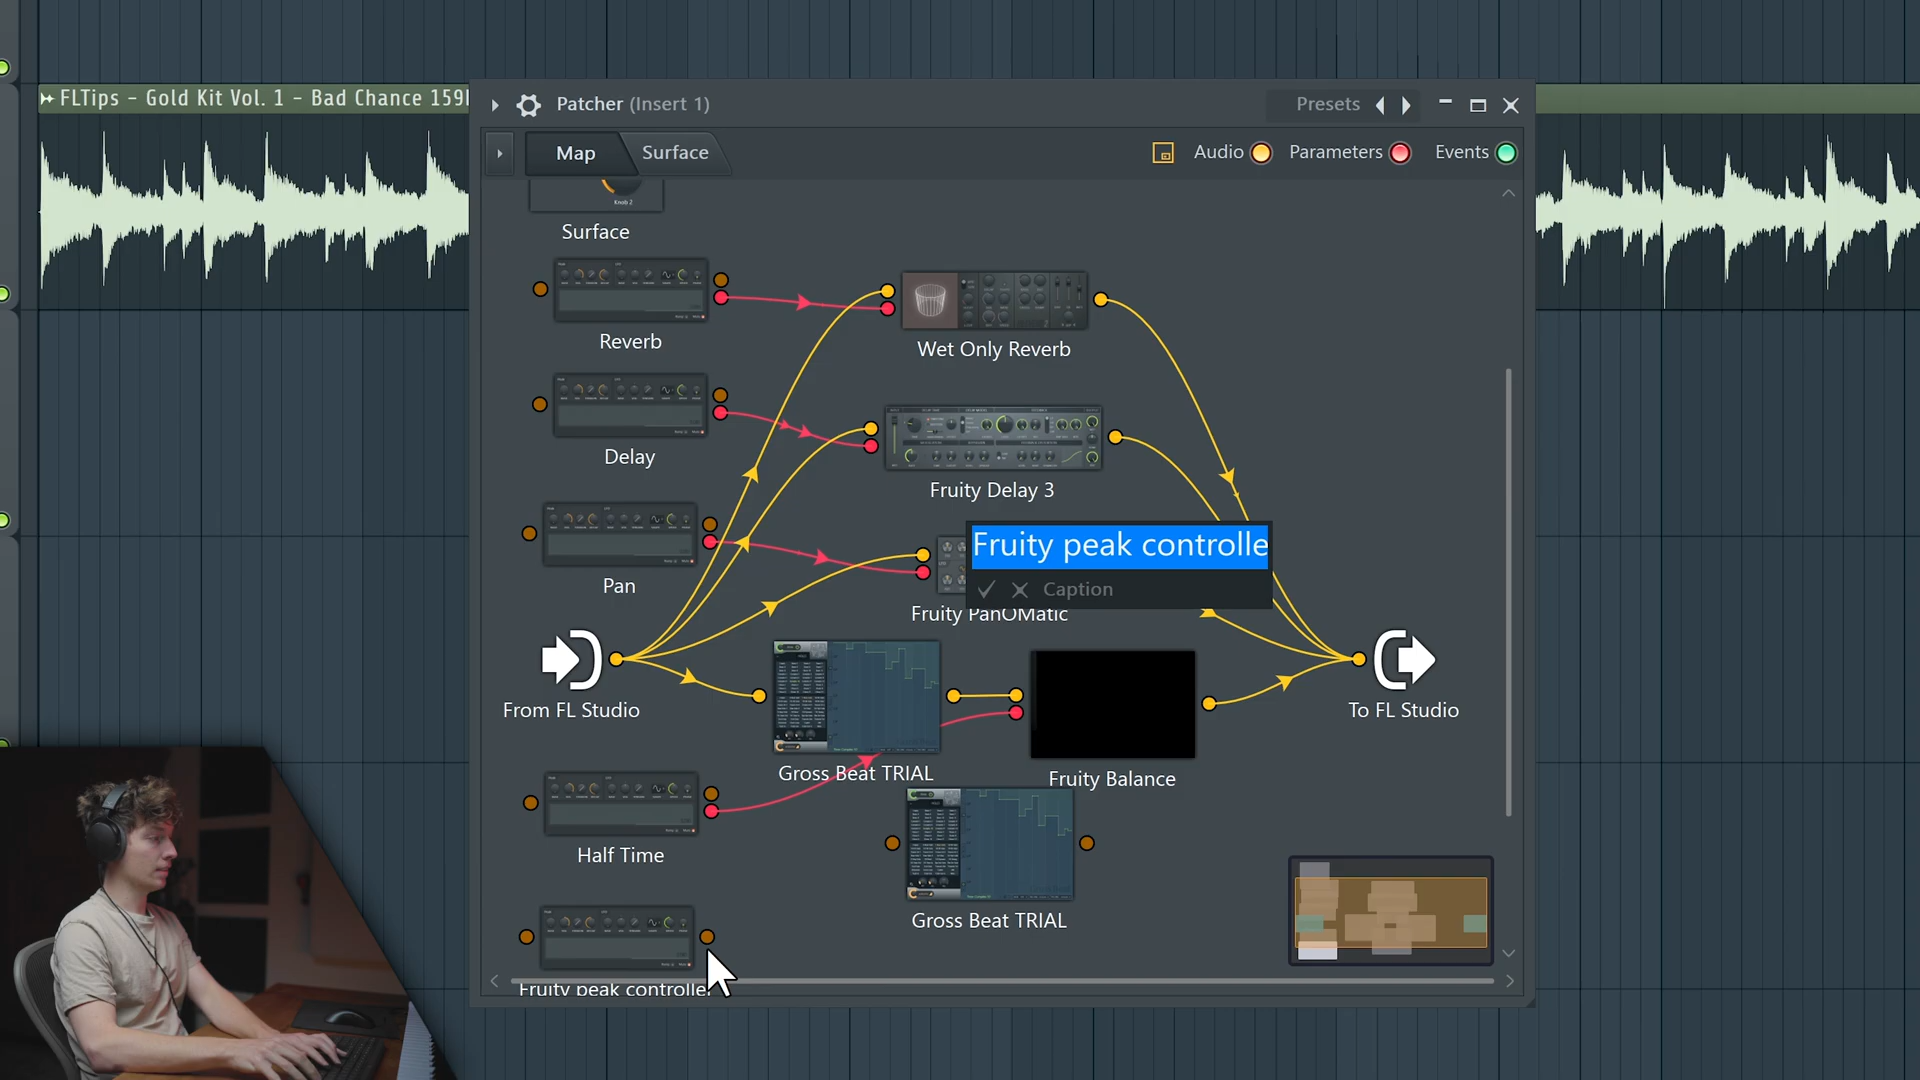 FLTips - Gold Kit Vol. 1 - Bad Chance 159
Patcher (Insert 1)
Presets
Map
Surface
Audio
Parameters
Events
Knob 2
Surface
Reverb
Wet Only Reverb
Delay
Fruity Delay 3
Fruity peak controlle
Caption
Pan
Fruity PanOMatic
From FL Studio
To FL Studio
Gross Beat TRIAL
Fruity Balance
Half Time
Gross Beat TRIAL
Fruity peak controller